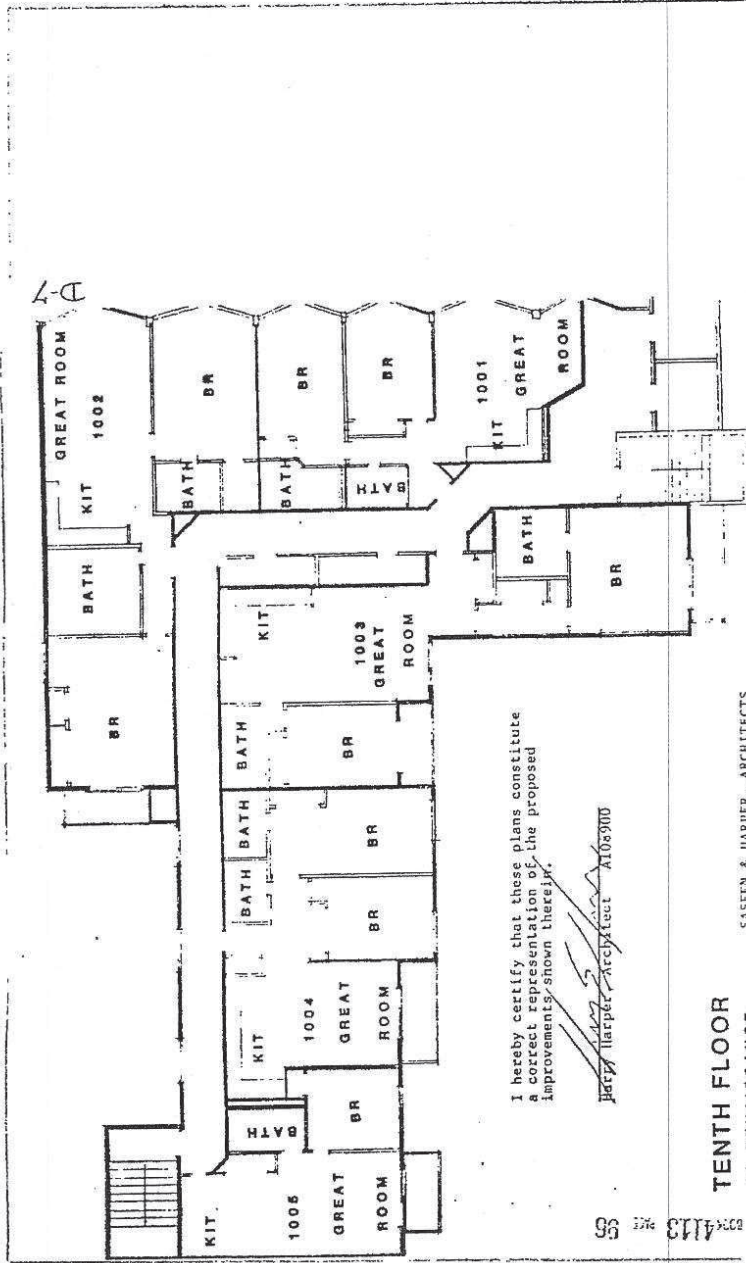 D-7
GREAT ROOM
1002
KIT
BATH
BR
BR
BATH
BR
BATH
BR
BATH
1001
GREAT
ROOM
KIT
BATH
BR
KIT
1003
GREAT
ROOM
BATH
BR
BATH
BR
BATH
BR
KIT
1004
GREAT
ROOM
BATH
BR
KIT
1005
GREAT
ROOM
I hereby certify that these plans constitute
a correct representation of the proposed
improvements shown therein.
Harry Harper Architect
TENTH FLOOR
HARPER ARCHITECTS
4113 96